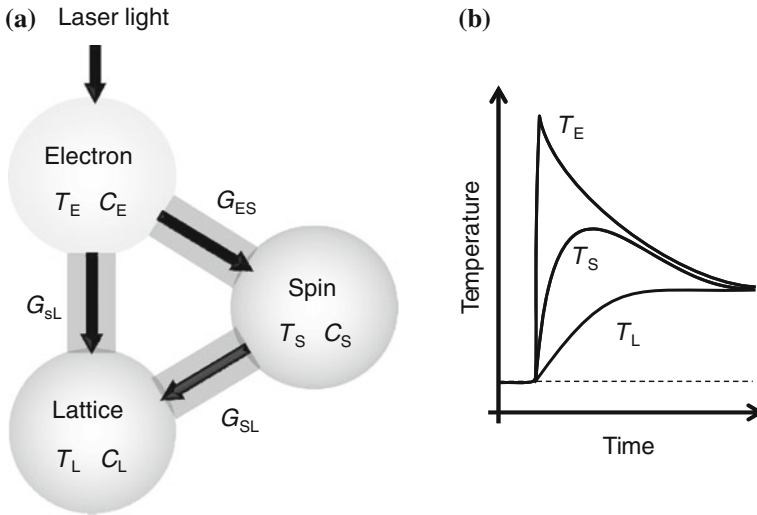 (a) Laser light
Electron
T_E C_E
G_ES
G_sL
Spin
T_S C_S
G_SL
Lattice
T_L C_L
(b)
Temperature
T_E
T_S
T_L
Time